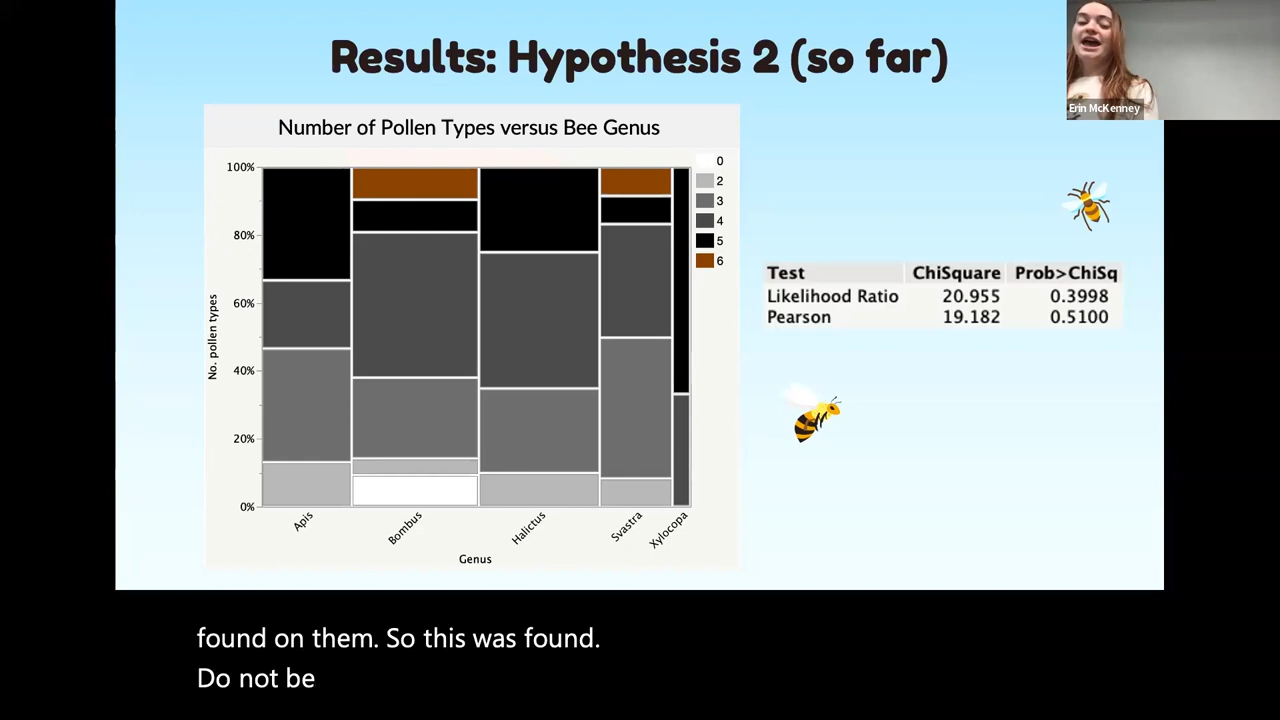 Results: Hypothesis 2 (so far)
Erin McKenney
Number of Pollen Types versus Bee Genus
100%
80%
60%
40%
20%
0%
No. pollen types
0
2
3
4
5
6
Apis
Bombus
Halictus
Svastra
Xylocopa
Genus
Test ChiSquare Prob>ChiSq
Likelihood Ratio 20.955 0.3998
Pearson 19.182 0.5100
found on them. So this was found.
Do not be